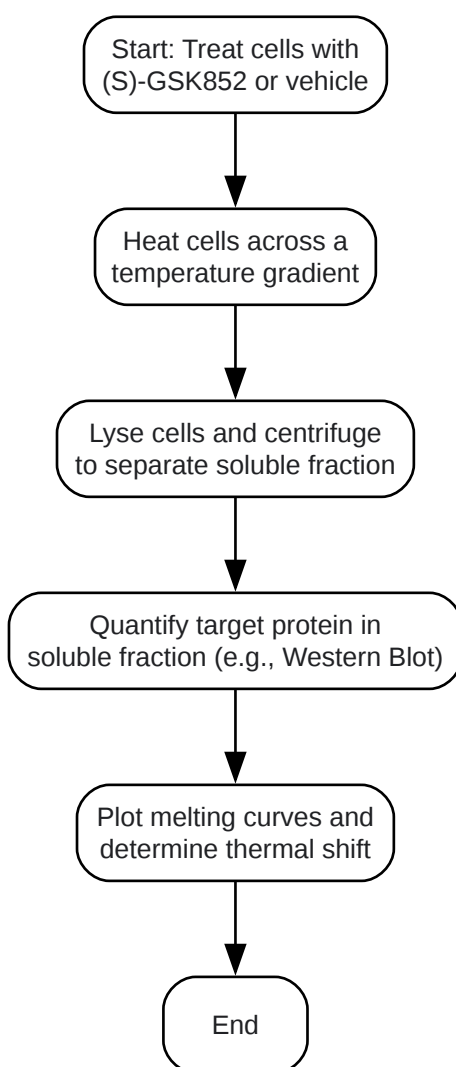 Start: Treat cells with
(S)-GSK852 or vehicle
Heat cells across a
temperature gradient
Lyse cells and centrifuge
to separate soluble fraction
Quantify target protein in
soluble fraction (e.g., Western Blot)
Plot melting curves and
determine thermal shift
End